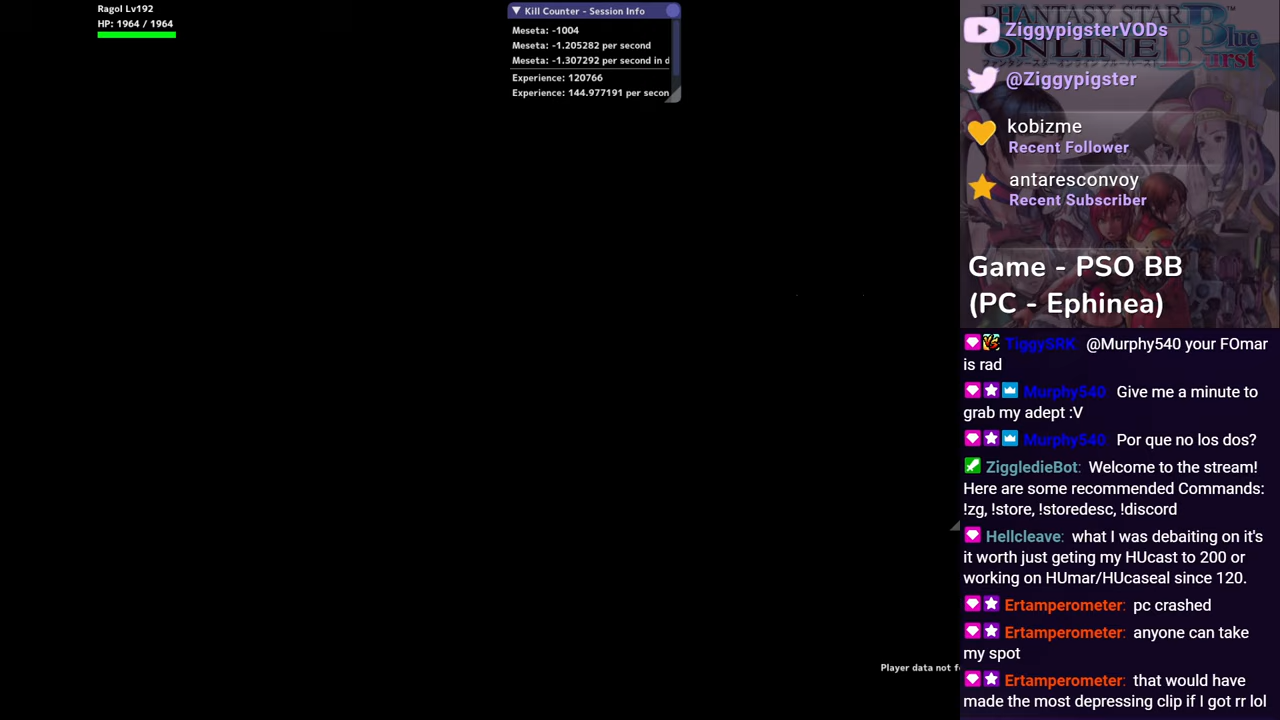 Ragol Lv192
HP: 1964 / 1964
Kill Counter - Session Info
Meseta: -1004
Meseta: -1.205282 per second
Meseta: -1.307292 per second in d
Experience: 120766
Experience: 144.977191 per secon
Player data not f
PHANTASY STAR
ONLINE Blue Burst
ZiggypigsterVODs
@Ziggypigster
kobizme
Recent Follower
antaresconvoy
Recent Subscriber
Game - PSO BB
(PC - Ephinea)
TiggySRK @Murphy540 your FOmar
is rad
Murphy540 Give me a minute to
grab my adept :V
Murphy540 Por que no los dos?
ZiggledieBot: Welcome to the stream!
Here are some recommended Commands:
!zg, !store, !storedesc, !discord
Hellcleave: what I was debaiting on it's
it worth just geting my HUcast to 200 or
working on HUmar/HUcaseal since 120.
Ertamperometer: pc crashed
Ertamperometer: anyone can take
my spot
Ertamperometer: that would have
made the most depressing clip if I got rr lol